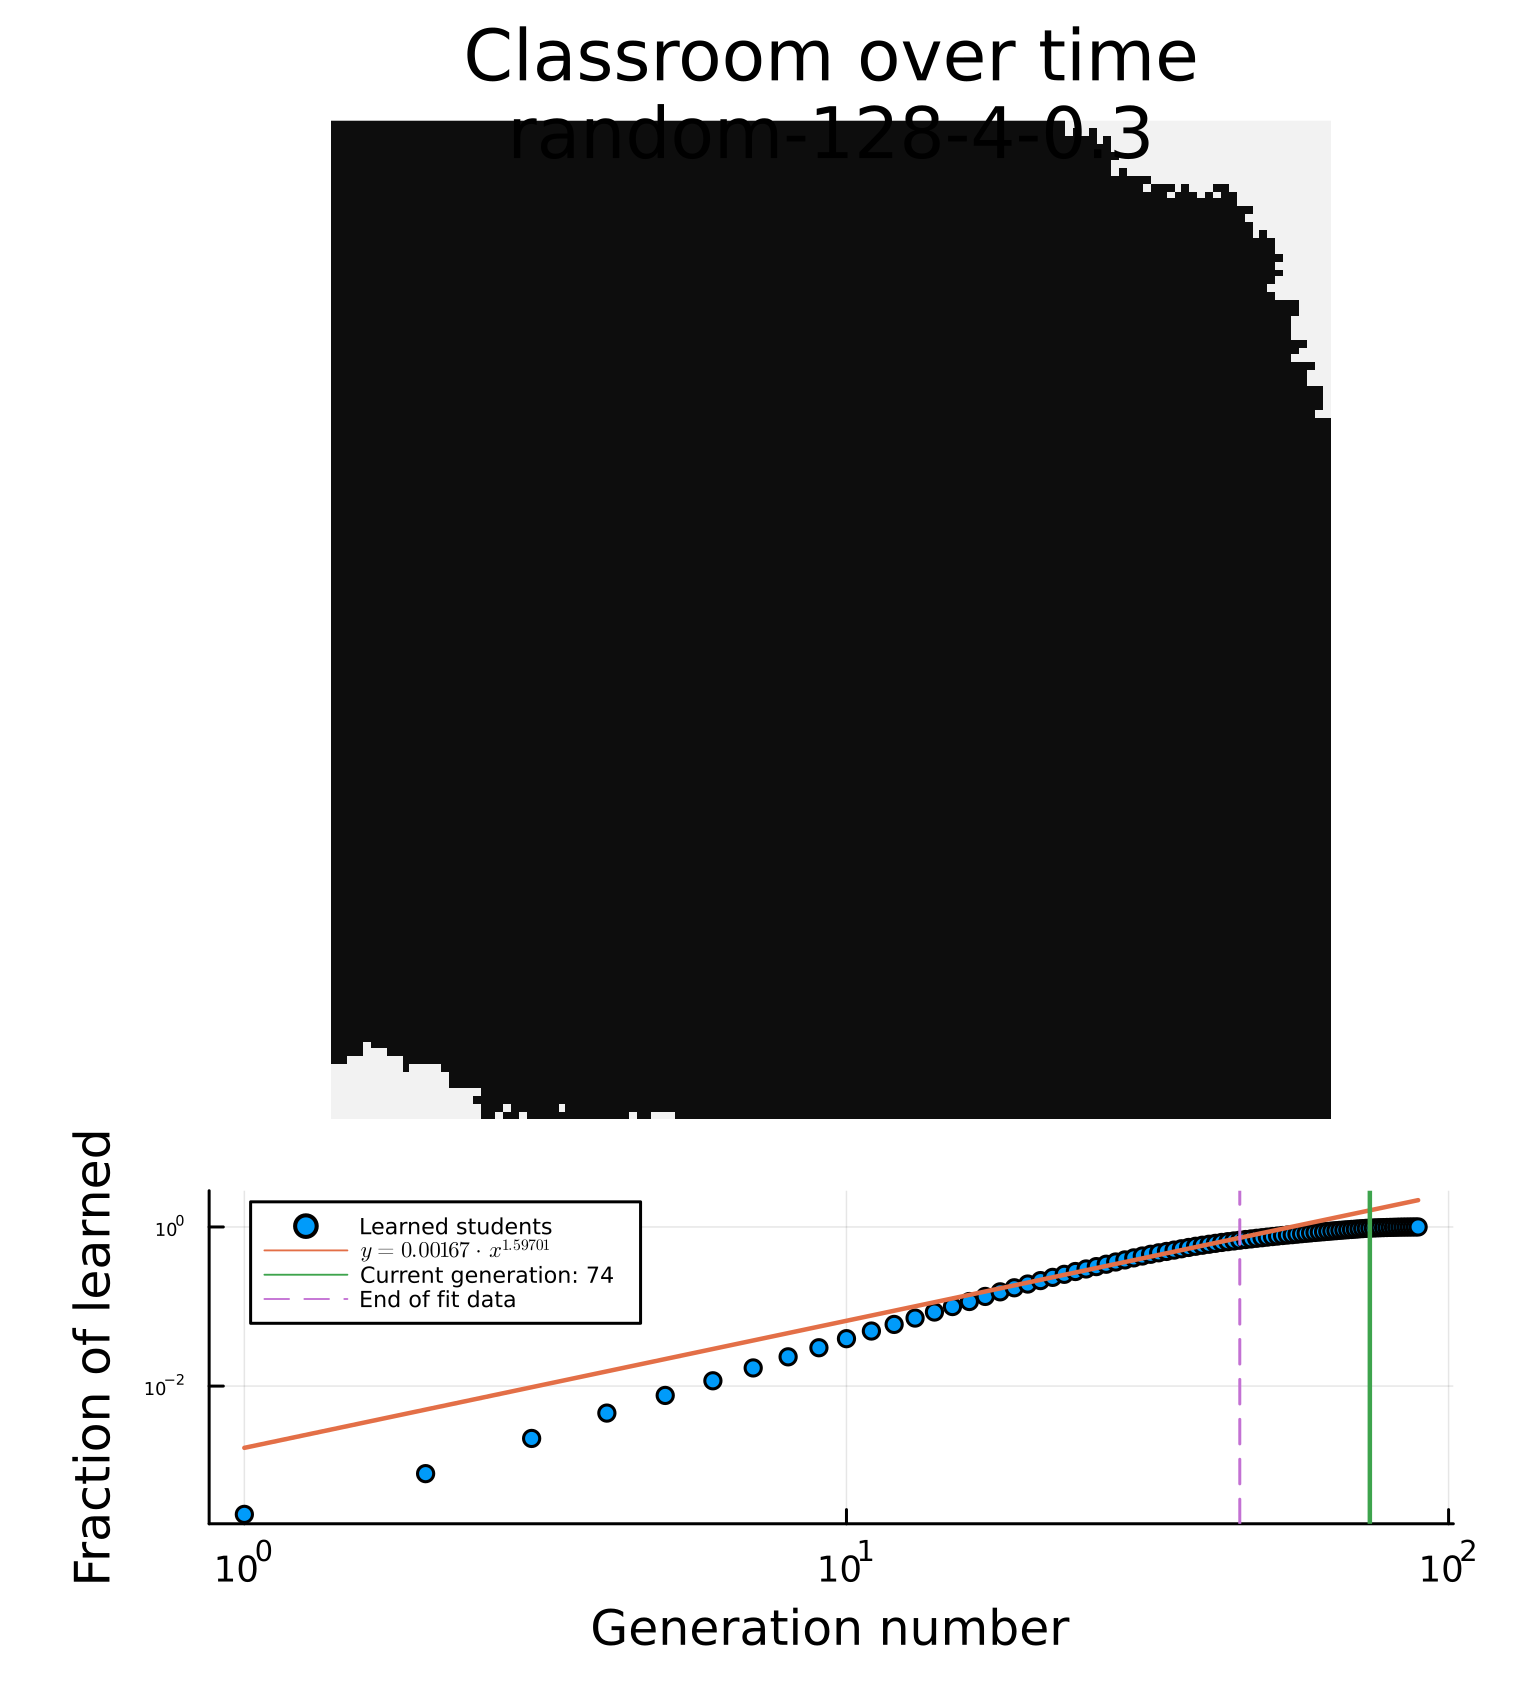 Classroom over time
random-128-4-0.3
Fraction of learned
10^0
10^−2
Learned students
y = 0.00167 · x^1.59701
Current generation: 74
End of fit data
10^0
10^1
10^2
Generation number